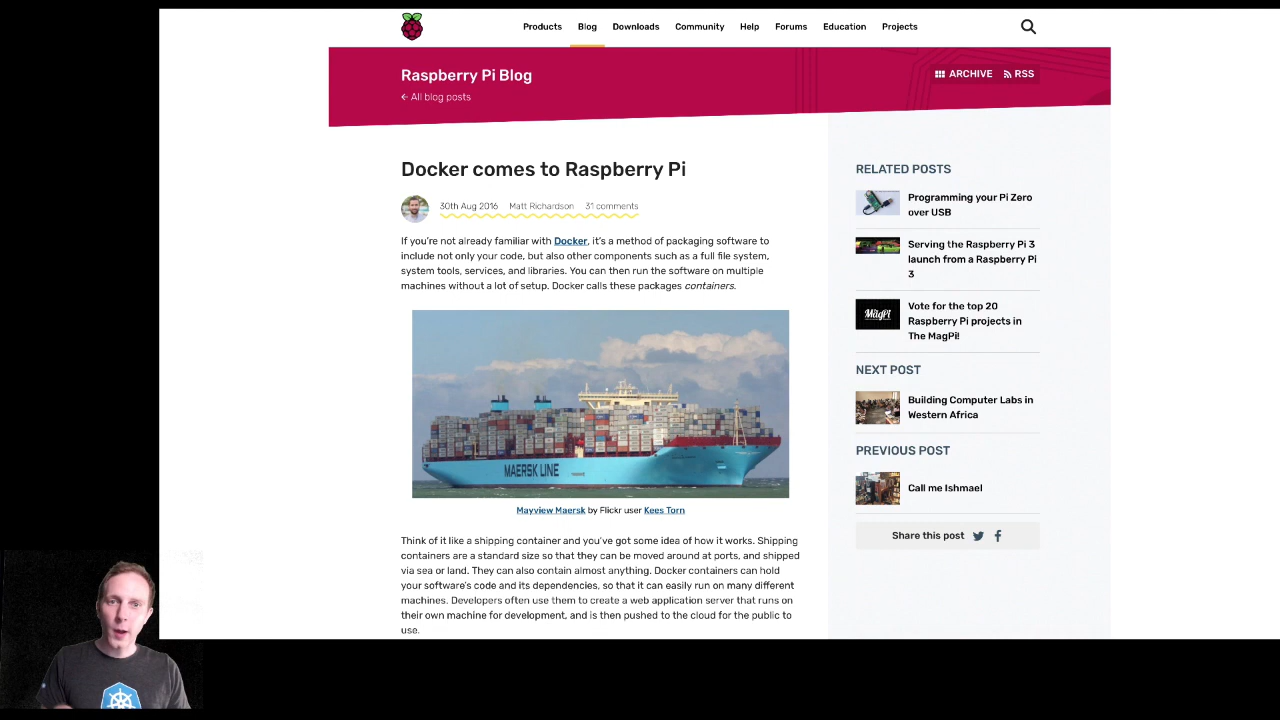 Products Blog Downloads Community Help Forums Education Projects
Raspberry Pi Blog
ARCHIVE RSS
← All blog posts
Docker comes to Raspberry Pi
30th Aug 2016 Matt Richardson 31 comments
If you're not already familiar with Docker, it's a method of packaging software to
include not only your code, but also other components such as a full file system,
system tools, services, and libraries. You can then run the software on multiple
machines without a lot of setup. Docker calls these packages containers.
MAERSK LINE
Mayview Maersk by Flickr user Kees Torn
Think of it like a shipping container and you've got some idea of how it works. Shipping
containers are a standard size so that they can be moved around at ports, and shipped
via sea or land. They can also contain almost anything. Docker containers can hold
your software's code and its dependencies, so that it can easily run on many different
machines. Developers often use them to create a web application server that runs on
their own machine for development, and is then pushed to the cloud for the public to
use.
RELATED POSTS
Programming your Pi Zero
over USB
Serving the Raspberry Pi 3
launch from a Raspberry Pi
3
MagPi
Vote for the top 20
Raspberry Pi projects in
The MagPi!
NEXT POST
Building Computer Labs in
Western Africa
PREVIOUS POST
Call me Ishmael
Share this post